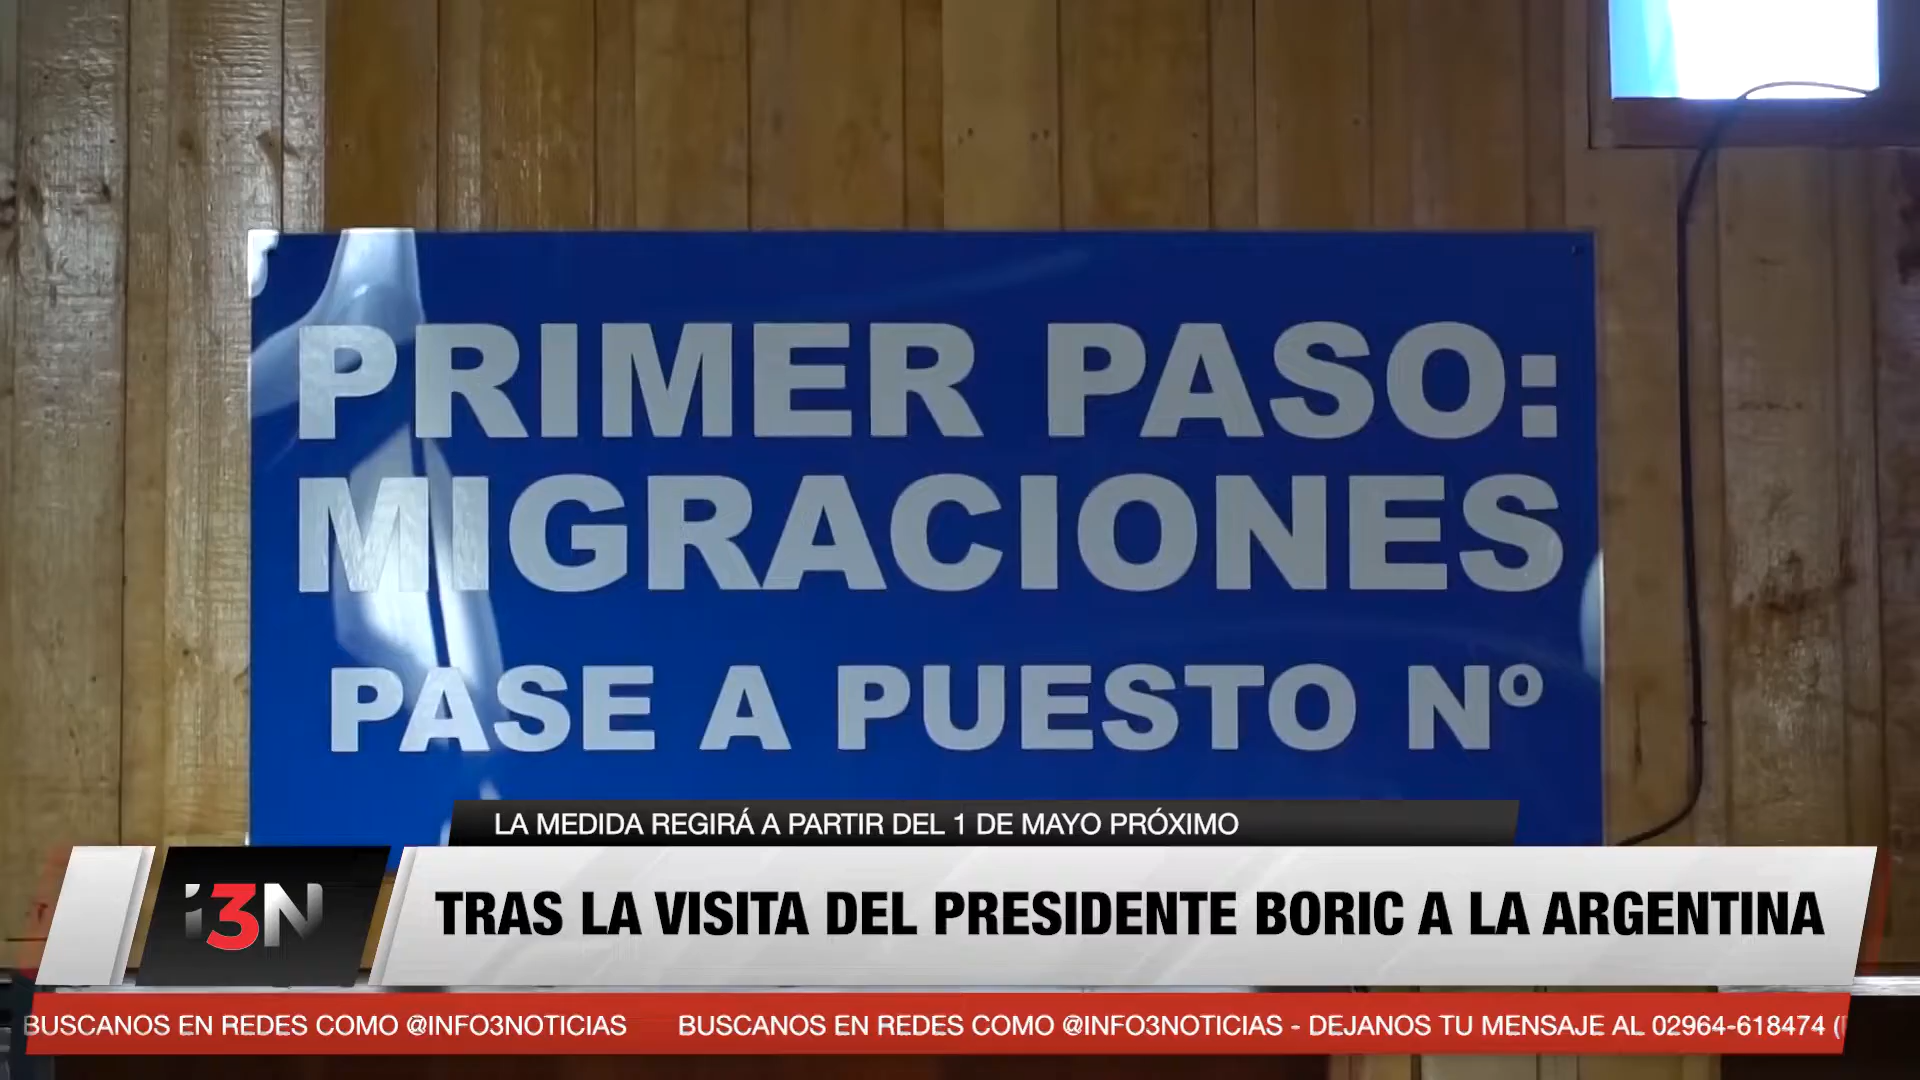 PRIMER PASO:
MIGRACIONES
PASE A PUESTO Nº
LA MEDIDA REGIRÁ A PARTIR DEL 1 DE MAYO PRÓXIMO
i3N
TRAS LA VISITA DEL PRESIDENTE BORIC A LA ARGENTINA
BUSCANOS EN REDES COMO @INFO3NOTICIAS BUSCANOS EN REDES COMO @INFO3NOTICIAS - DEJANOS TU MENSAJE AL 02964-618474 (